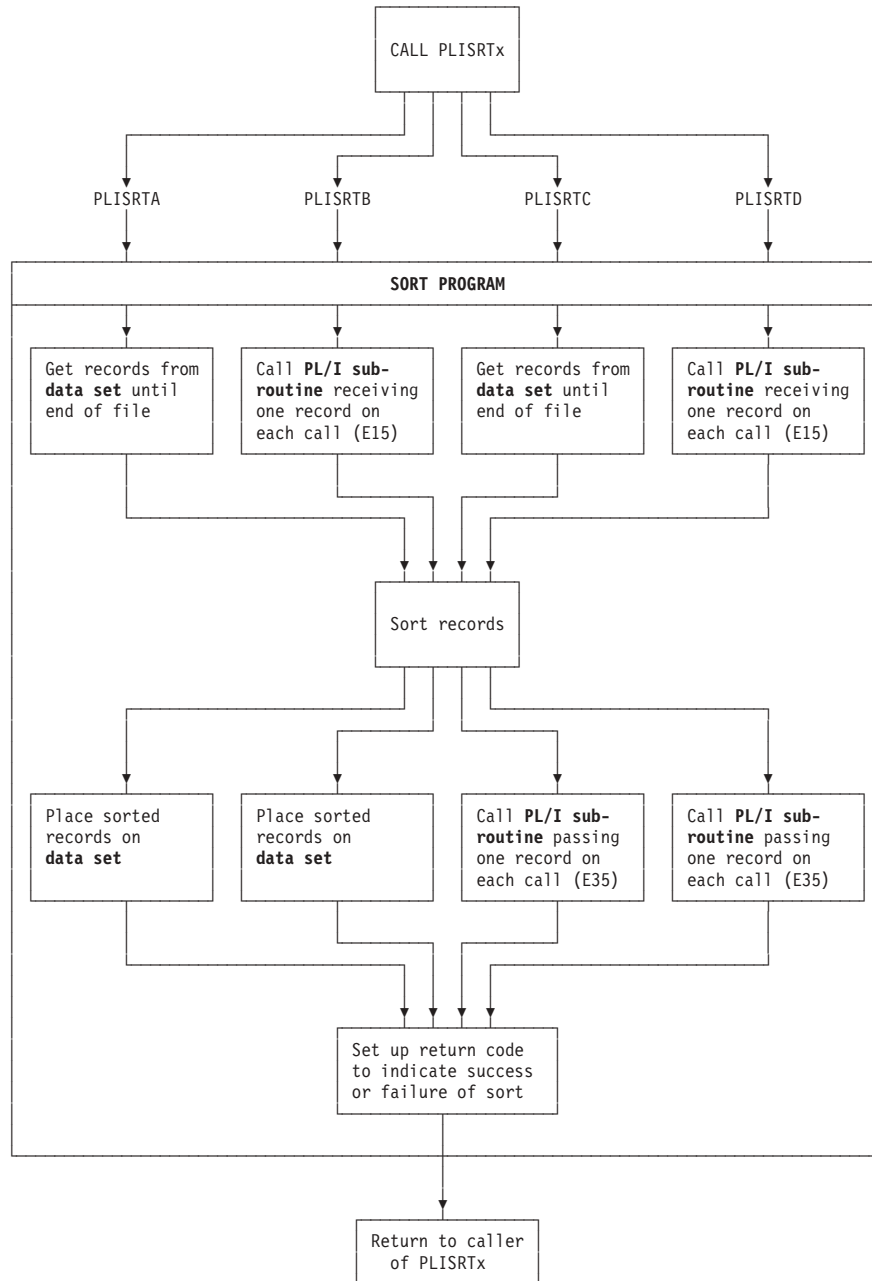 CALL PLISRTx
PLISRTA
PLISRTB
PLISRTC
PLISRTD
SORT PROGRAM
Get records from
data set until
end of file
Call PL/I sub-
routine receiving
one record on
each call (E15)
Get records from
data set until
end of file
Call PL/I sub-
routine receiving
one record on
each call (E15)
Sort records
Place sorted
records on
data set
Place sorted
records on
data set
Call PL/I sub-
routine passing
one record on
each call (E35)
Call PL/I sub-
routine passing
one record on
each call (E35)
Set up return code
to indicate success
or failure of sort
Return to caller
of PLISRTx